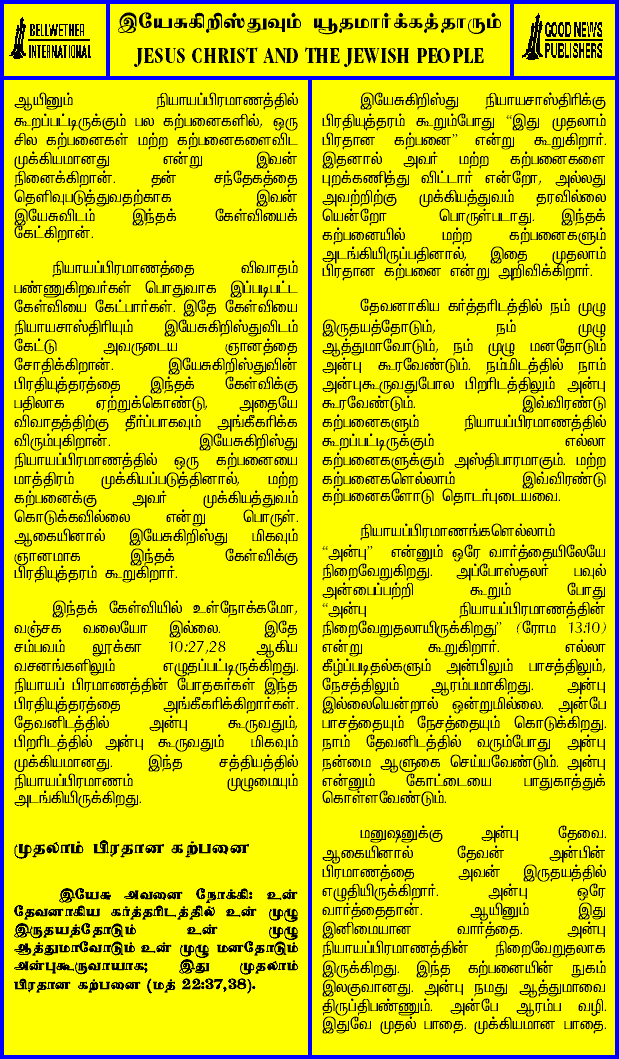 BELLWETHER
INTERNATIONAL
இயேசுகிறிஸ்துவும் யூதமார்க்கத்தாரும்
JESUS CHRIST AND THE JEWISH PEOPLE
GOOD NEWS
PUBLISHERS
ஆயினும் நியாயப்பிரமாணத்தில்
கூறப்பட்டிருக்கும் பல கற்பனைகளில், ஒரு
சில கற்பனைகள் மற்ற கற்பனைகளைவிட
முக்கியமானது என்று இவன்
நினைக்கிறான். தன் சந்தேகத்தை
தெளிவுபடுத்துவதற்காக இவன்
இயேசுவிடம் இந்தக் கேள்வியைக்
கேட்கிறான்.
நியாயப்பிரமாணத்தை விவாதம்
பண்ணுகிறவர்கள் பொதுவாக இப்படிபட்ட
கேள்வியை கேட்பார்கள். இதே கேள்வியை
நியாயசாஸ்திரியும் இயேசுகிறிஸ்துவிடம்
கேட்டு அவருடைய ஞானத்தை
சோதிக்கிறான். இயேசுகிறிஸ்துவின்
பிரதியுத்தரத்தை இந்தக் கேள்விக்கு
பதிலாக ஏற்றுக்கொண்டு, அதையே
விவாதத்திற்கு தீர்ப்பாகவும் அங்கீகரிக்க
விரும்புகிறான். இயேசுகிறிஸ்து
நியாயப்பிரமாணத்தில் ஒரு கற்பனையை
மாத்திரம் முக்கியப்படுத்தினால், மற்ற
கற்பனைக்கு அவர் முக்கியத்துவம்
கொடுக்கவில்லை என்று பொருள்.
ஆகையினால் இயேசுகிறிஸ்து மிகவும்
ஞானமாக இந்தக் கேள்விக்கு
பிரதியுத்தரம் கூறுகிறார்.
இந்தக் கேள்வியில் உள்நோக்கமோ,
வஞ்சக வலையோ இல்லை. இதே
சம்பவம் லூக்கா 10:27,28 ஆகிய
வசனங்களிலும் எழுதப்பட்டிருக்கிறது.
நியாயப் பிரமாணத்தின் போதகர்கள் இந்த
பிரதியுத்தரத்தை அங்கீகரிக்கிறார்கள்.
தேவனிடத்தில் அன்பு கூருவதும்,
பிறரிடத்தில் அன்பு கூருவதும் மிகவும்
முக்கியமானது. இந்த சத்தியத்தில்
நியாயப்பிரமாணம் முழுமையும்
அடங்கியிருக்கிறது.
முதலாம் பிரதான கற்பனை
இயேசு அவனை நோக்கி: உன்
தேவனாகிய கர்த்தரிடத்தில் உன் முழு
இருதயத்தோடும் உன் முழு
ஆத்துமாவோடும் உன் முழு மனதோடும்
அன்புகூருவாயாக; இது முதலாம்
பிரதான கற்பனை (மத் 22:37,38).
இயேசுகிறிஸ்து நியாயசாஸ்திரிக்கு
பிரதியுத்தரம் கூறும்போது "இது முதலாம்
பிரதான கற்பனை" என்று கூறுகிறார்.
இதனால் அவர் மற்ற கற்பனைகளை
புறக்கணித்து விட்டார் என்றோ, அல்லது
அவற்றிற்கு முக்கியத்துவம் தரவில்லை
யென்றோ பொருள்படாது. இந்தக்
கற்பனையில் மற்ற கற்பனைகளும்
அடங்கியிருப்பதினால், இதை முதலாம்
பிரதான கற்பனை என்று அறிவிக்கிறார்.
தேவனாகிய கர்த்தரிடத்தில் நம் முழு
இருதயத்தோடும், நம் முழு
ஆத்துமாவோடும், நம் முழு மனதோடும்
அன்பு கூரவேண்டும். நம்மிடத்தில் நாம்
அன்புகூருவதுபோல பிறரிடத்திலும் அன்பு
கூரவேண்டும். இவ்விரண்டு
கற்பனைகளும் நியாயப்பிரமாணத்தில்
கூறப்பட்டிருக்கும் எல்லா
கற்பனைகளுக்கும் அஸ்திபாரமாகும். மற்ற
கற்பனைகளெல்லாம் இவ்விரண்டு
கற்பனைகளோடு தொடர்புடையவை.
நியாயப்பிரமாணங்களெல்லாம்
"அன்பு" என்னும் ஒரே வார்த்தையிலேயே
நிறைவேறுகிறது. அப்போஸ்தலர் பவுல்
அன்பைப்பற்றி கூறும் போது
"அன்பு நியாயப்பிரமாணத்தின்
நிறைவேறுதலாயிருக்கிறது" (ரோம 13:10)
என்று கூறுகிறார். எல்லா
கீழ்ப்படிதல்களும் அன்பிலும் பாசத்திலும்,
நேசத்திலும் ஆரம்பமாகிறது. அன்பு
இல்லையென்றால் ஒன்றுமில்லை. அன்பே
பாசத்தையும் நேசத்தையும் கொடுக்கிறது.
நாம் தேவனிடத்தில் வரும்போது அன்பு
நன்மை ஆளுகை செய்யவேண்டும். அன்பு
என்னும் கோட்டையை பாதுகாத்துக்
கொள்ளவேண்டும்.
மனுஷனுக்கு அன்பு தேவை.
ஆகையினால் தேவன் அன்பின்
பிரமாணத்தை அவன் இருதயத்தில்
எழுதியிருக்கிறார். அன்பு ஒரே
வார்த்தைதான். ஆயினும் இது
இனிமையான வார்த்தை. அன்பு
நியாயப்பிரமாணத்தின் நிறைவேறுதலாக
இருக்கிறது. இந்த கற்பனையின் நுகம்
இலகுவானது. அன்பு நமது ஆத்துமாவை
திருப்திபண்ணும். அன்பே ஆரம்ப வழி.
இதுவே முதல் பாதை. முக்கியமான பாதை.